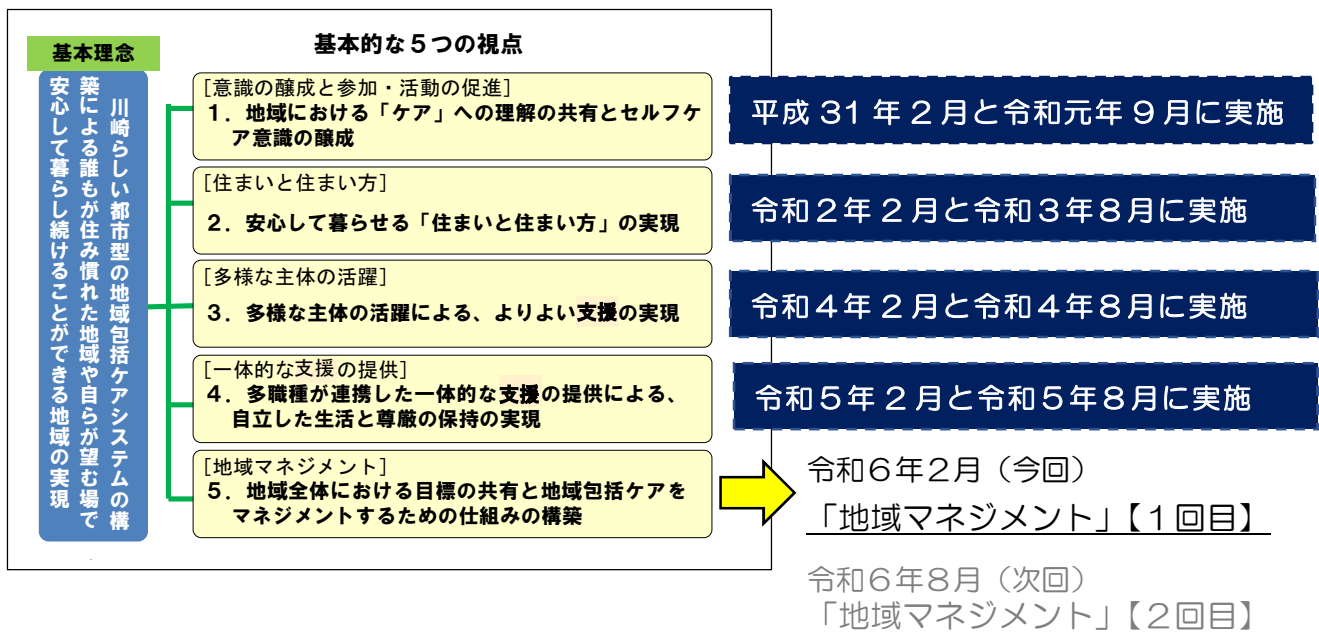 基本理念
川崎らしい都市型の地域包括ケアシステムの構
築による誰もが住み慣れた地域や自らが望む場で
安心して暮らし続けることができる地域の実現
基本的な５つの視点
[意識の醸成と参加・活動の促進]
１．地域における「ケア」への理解の共有とセルフケ
ア意識の醸成
平成 31 年 2 月と令和元年 9 月に実施
[住まいと住まい方]
２．安心して暮らせる「住まいと住まい方」の実現
令和２年 2 月と令和３年８月に実施
[多様な主体の活躍]
３．多様な主体の活躍による、よりよい支援の実現
令和４年 2 月と令和４年８月に実施
[一体的な支援の提供]
４．多職種が連携した一体的な支援の提供による、
自立した生活と尊厳の保持の実現
令和５年 2 月と令和５年８月に実施
[地域マネジメント]
５．地域全体における目標の共有と地域包括ケアを
マネジメントするための仕組みの構築
令和６年２月（今回）
「地域マネジメント」【１回目】
令和６年８月（次回）
「地域マネジメント」【２回目】